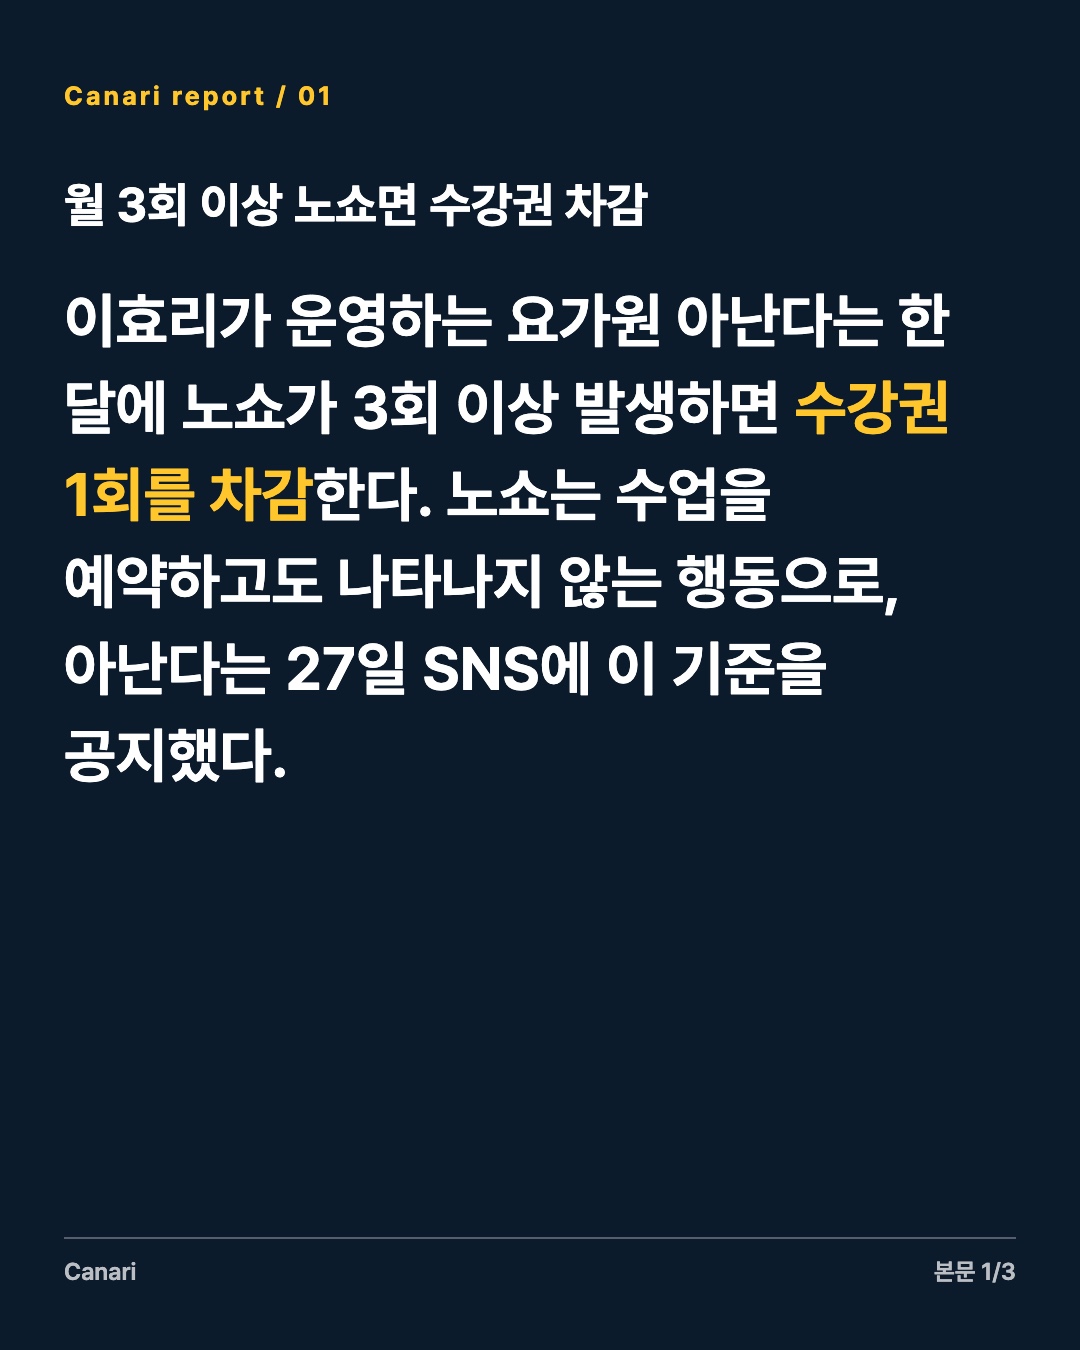 Canari report / 01
월 3회 이상 노쇼면 수강권 차감
이효리가 운영하는 요가원 아난다는 한
달에 노쇼가 3회 이상 발생하면 수강권
1회를 차감한다. 노쇼는 수업을
예약하고도 나타나지 않는 행동으로,
아난다는 27일 SNS에 이 기준을
공지했다.
Canari
본문 1/3